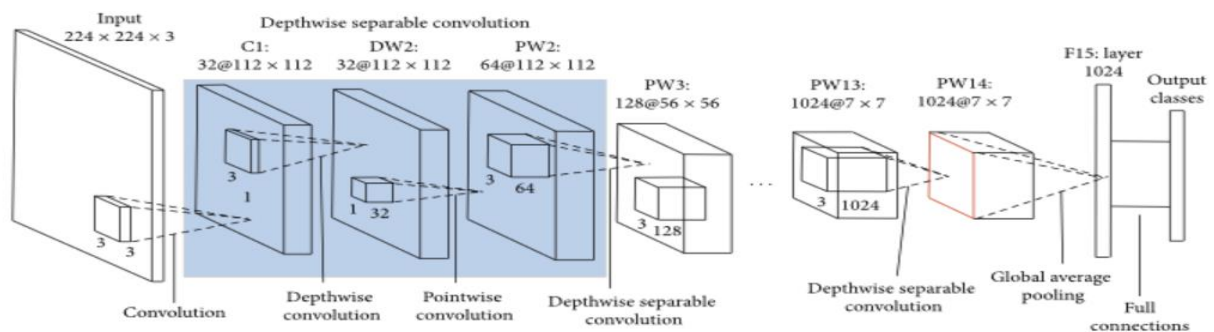 Input
224 × 224 × 3
Depthwise separable convolution
C1:
32@112 × 112
DW2:
32@112 × 112
PW2:
64@112 × 112
PW3:
128@56 × 56
PW13:
1024@7 × 7
PW14:
1024@7 × 7
F15: layer
1024
Output
classes
3
3
3
1
1
32
3
64
3
128
...
3
1024
Convolution
Depthwise
convolution
Pointwise
convolution
Depthwise separable
convolution
Depthwise separable
convolution
Global average
pooling
Full
connections